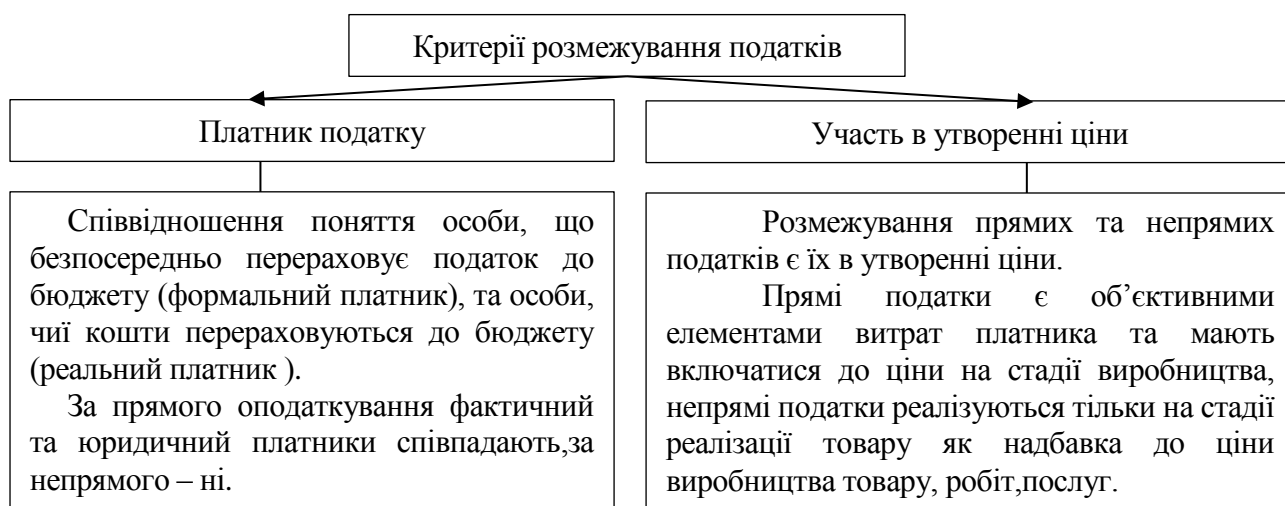 Критерії розмежування податків
Платник податку
Співвідношення поняття особи, що
безпосередньо перераховує податок до
бюджету (формальний платник), та особи,
чиї кошти перераховуються до бюджету
(реальний платник ).
За прямого оподаткування фактичний
та юридичний платники співпадають,за
непрямого – ні.
Участь в утворенні ціни
Розмежування прямих та непрямих
податків є їх в утворенні ціни.
Прямі податки є об’єктивними
елементами витрат платника та мають
включатися до ціни на стадії виробництва,
непрямі податки реалізуються тільки на стадії
реалізації товару як надбавка до ціни
виробництва товару, робіт,послуг.